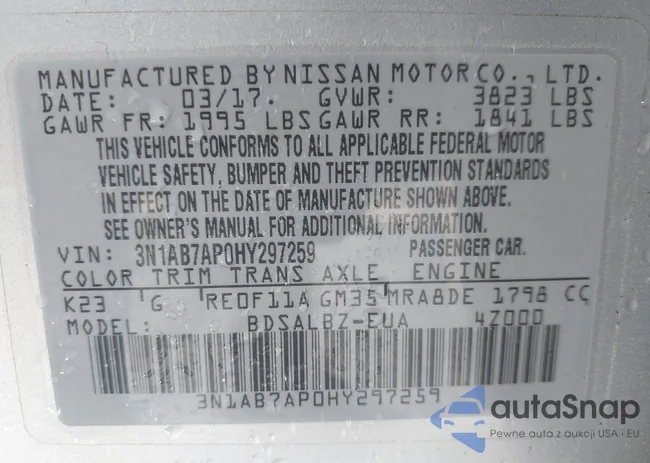 MANUFACTURED BY NISSAN MOTOR CO., LTD.
DATE: 03/17. GVWR: 3823 LBS
GAWR FR: 1995 LBS GAWR RR: 1841 LBS
THIS VEHICLE CONFORMS TO ALL APPLICABLE FEDERAL MOTOR
VEHICLE SAFETY, BUMPER AND THEFT PREVENTION STANDARDS
IN EFFECT ON THE DATE OF MANUFACTURE SHOWN ABOVE.
SEE OWNER'S MANUAL FOR ADDITIONAL INFORMATION.
VIN: 3N1AB7AP0HY297259 PASSENGER CAR.
COLOR TRIM TRANS AXLE ENGINE
K23 G RE0F11A GM35 MRA8DE 1798 CC
MODEL: BDSALBZ-EUA 4Z000
3N1AB7AP0HY297259
autaSnap
Pewne auta z aukcji USA i EU